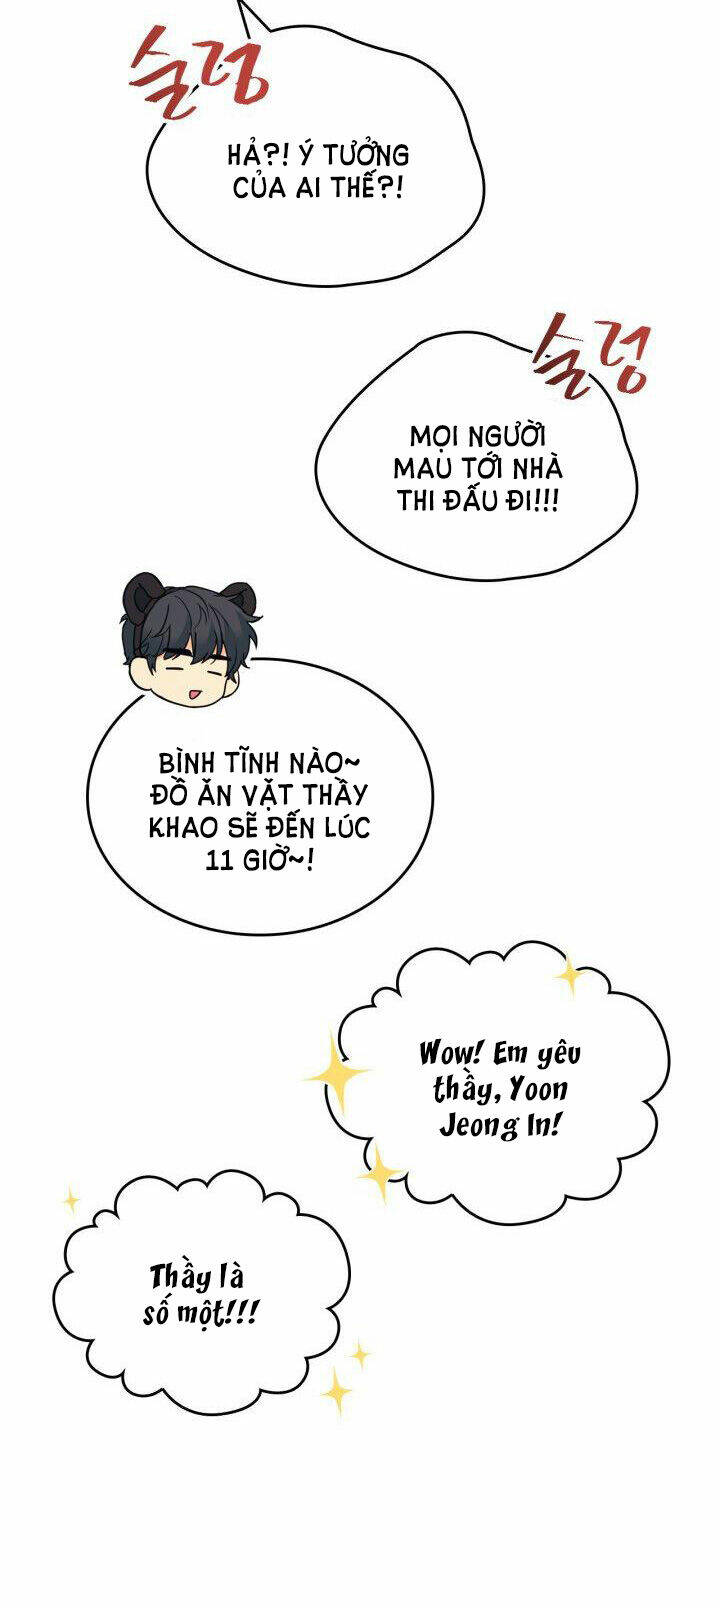 슬렁
HẢ?! Ý TƯỞNG
CỦA AI THẾ?!
슬렁
MỌI NGƯỜI
MAU TỚI NHÀ
THI ĐẤU ĐI!!!
BÌNH TĨNH NÀO~
ĐỒ ĂN VẶT THẦY
KHAO SẼ ĐẾN LÚC
11 GIỜ~!
Wow! Em yêu
thầy, Yoon
Jeong In!
Thầy là
số một!!!